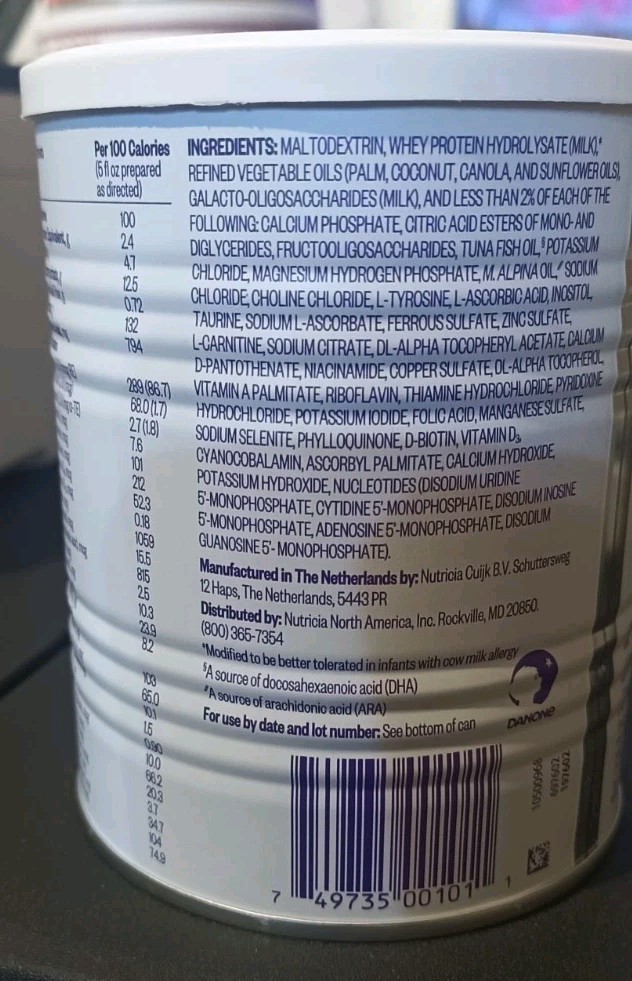 Per 100 Calories
(5 fl oz prepared
as directed)
100
2.4
4.7
12.5
0.72
132
794
289 (86.7)
68.0 (1.7)
2.7 (1.8)
7.6
101
212
52.3
0.18
1059
15.5
815
25
10.3
23.9
8.2
103
65.0
101
1.5
0.90
10.0
66.2
20.3
3.7
34.7
104
74.9
INGREDIENTS: MALTODEXTRIN, WHEY PROTEIN HYDROLYSATE (MILK),*
REFINED VEGETABLE OILS (PALM, COCONUT, CANOLA, AND SUNFLOWER OILS),
GALACTO-OLIGOSACCHARIDES (MILK), AND LESS THAN 2% OF EACH OF THE
FOLLOWING: CALCIUM PHOSPHATE, CITRIC ACID ESTERS OF MONO- AND
DIGLYCERIDES, FRUCTOOLIGOSACCHARIDES, TUNA FISH OIL,§ POTASSIUM
CHLORIDE, MAGNESIUM HYDROGEN PHOSPHATE, M. ALPINA OIL, SODIUM
CHLORIDE, CHOLINE CHLORIDE, L-TYROSINE, L-ASCORBIC ACID, INOSITOL,
TAURINE, SODIUM L-ASCORBATE, FERROUS SULFATE, ZINC SULFATE,
L-CARNITINE, SODIUM CITRATE, DL-ALPHA TOCOPHERYL ACETATE, CALCIUM
D-PANTOTHENATE, NIACINAMIDE, COPPER SULFATE, DL-ALPHA TOCOPHEROL,
VITAMIN A PALMITATE, RIBOFLAVIN, THIAMINE HYDROCHLORIDE, PYRIDOXINE
HYDROCHLORIDE, POTASSIUM IODIDE, FOLIC ACID, MANGANESE SULFATE,
SODIUM SELENITE, PHYLLOQUINONE, D-BIOTIN, VITAMIN D₃,
CYANOCOBALAMIN, ASCORBYL PALMITATE, CALCIUM HYDROXIDE,
POTASSIUM HYDROXIDE, NUCLEOTIDES (DISODIUM URIDINE
5'-MONOPHOSPHATE, CYTIDINE 5'-MONOPHOSPHATE, DISODIUM INOSINE
5'-MONOPHOSPHATE, ADENOSINE 5'-MONOPHOSPHATE, DISODIUM
GUANOSINE 5'- MONOPHOSPHATE).
Manufactured in The Netherlands by: Nutricia Cuijk B.V. Schuttersweg
12 Haps, The Netherlands, 5443 PR
Distributed by: Nutricia North America, Inc. Rockville, MD 20850.
(800) 365-7354
*Modified to be better tolerated in infants with cow milk allergy
§A source of docosahexaenoic acid (DHA)
A source of arachidonic acid (ARA)
For use by date and lot number: See bottom of can
DANONE
10500968
697602
197602
7 49735 00101 1